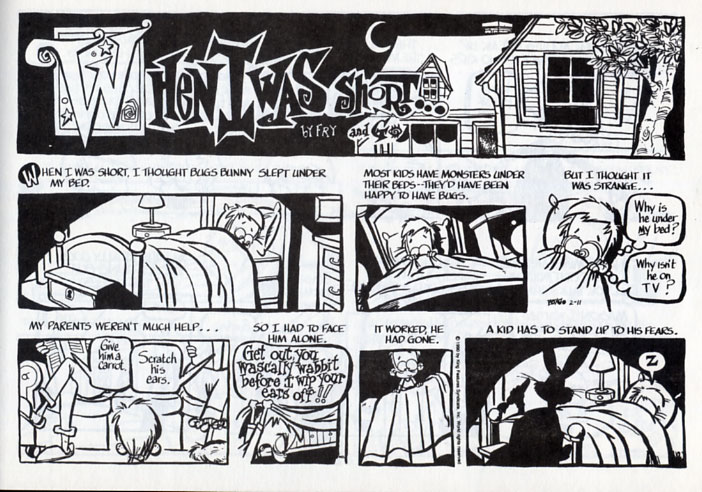 WHEN I WAS SHORT...
by FRY and Go
WHEN I WAS SHORT, I THOUGHT BUGS BUNNY SLEPT UNDER
MY BED.
MOST KIDS HAVE MONSTERS UNDER
THEIR BEDS--THEY'D HAVE BEEN
HAPPY TO HAVE BUGS.
BUT I THOUGHT IT
WAS STRANGE...
Why is
he under
My bed?
Why isn't
he on
TV?
2-11
MY PARENTS WEREN'T MUCH HELP...
Give
him a
carrot.
Scratch
his
ears.
SO I HAD TO FACE
HIM ALONE.
Get out, you
wascally wabbit
before I wip your
ears off!!
IT WORKED, HE
HAD GONE.
A KID HAS TO STAND UP TO HIS FEARS.
Z